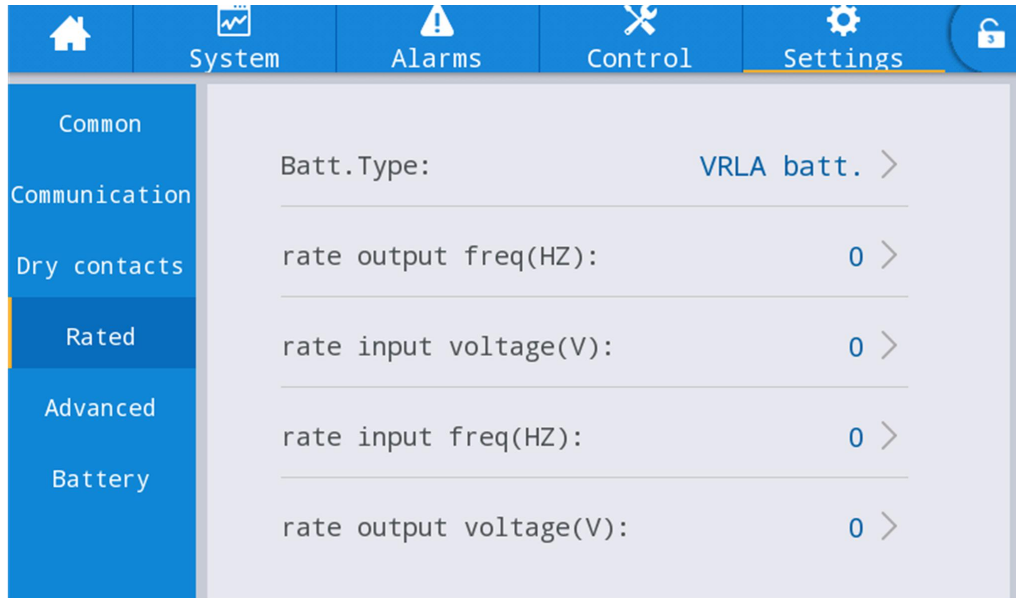 System
Alarms
Control
Settings
3
Common
Communication
Dry contacts
Rated
Advanced
Battery
Batt.Type: VRLA batt.
rate output freq(HZ): 0
rate input voltage(V): 0
rate input freq(HZ): 0
rate output voltage(V): 0